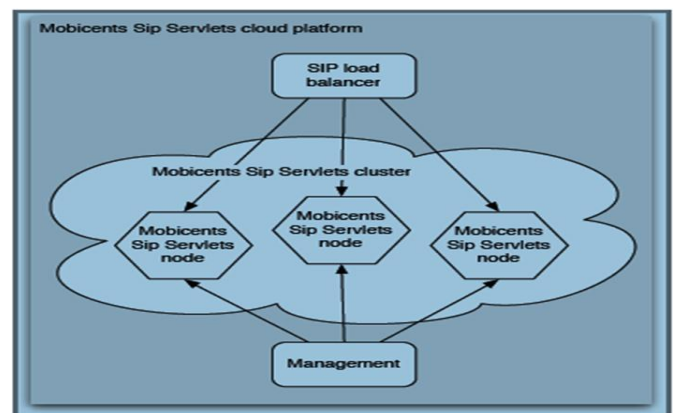 Mobicents Sip Servlets cloud platform
SIP load
balancer
Mobicents Sip Servlets cluster
Mobicents
Sip Servlets
node
Mobicents
Sip Servlets
node
Mobicents
Sip Servlets
node
Management